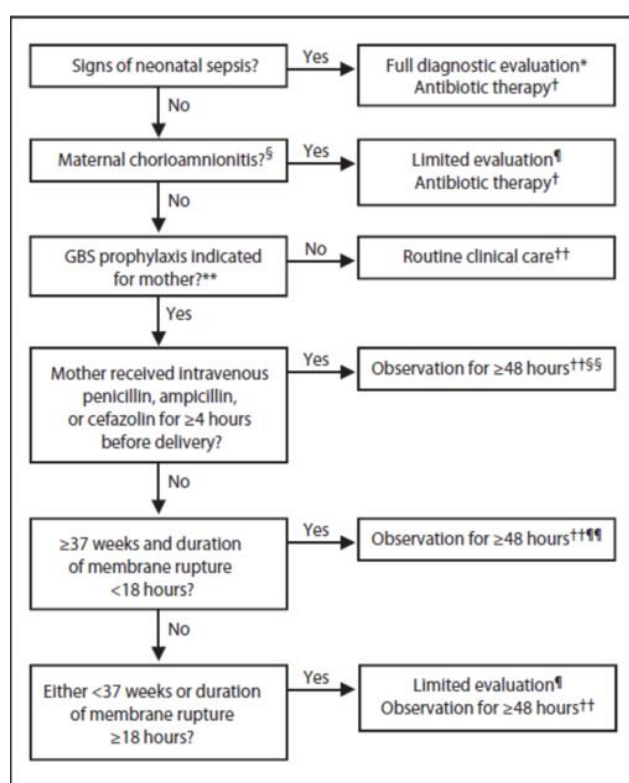 Signs of neonatal sepsis?
Yes
Full diagnostic evaluation*
Antibiotic therapy†
No
Maternal chorioamnionitis?§
Yes
Limited evaluation¶
Antibiotic therapy†
No
GBS prophylaxis indicated
for mother?**
No
Routine clinical care††
Yes
Mother received intravenous
penicillin, ampicillin,
or cefazolin for ≥4 hours
before delivery?
Yes
Observation for ≥48 hours††§§
No
≥37 weeks and duration
of membrane rupture
<18 hours?
Yes
Observation for ≥48 hours††¶¶
No
Either <37 weeks or duration
of membrane rupture
≥18 hours?
Yes
Limited evaluation¶
Observation for ≥48 hours††